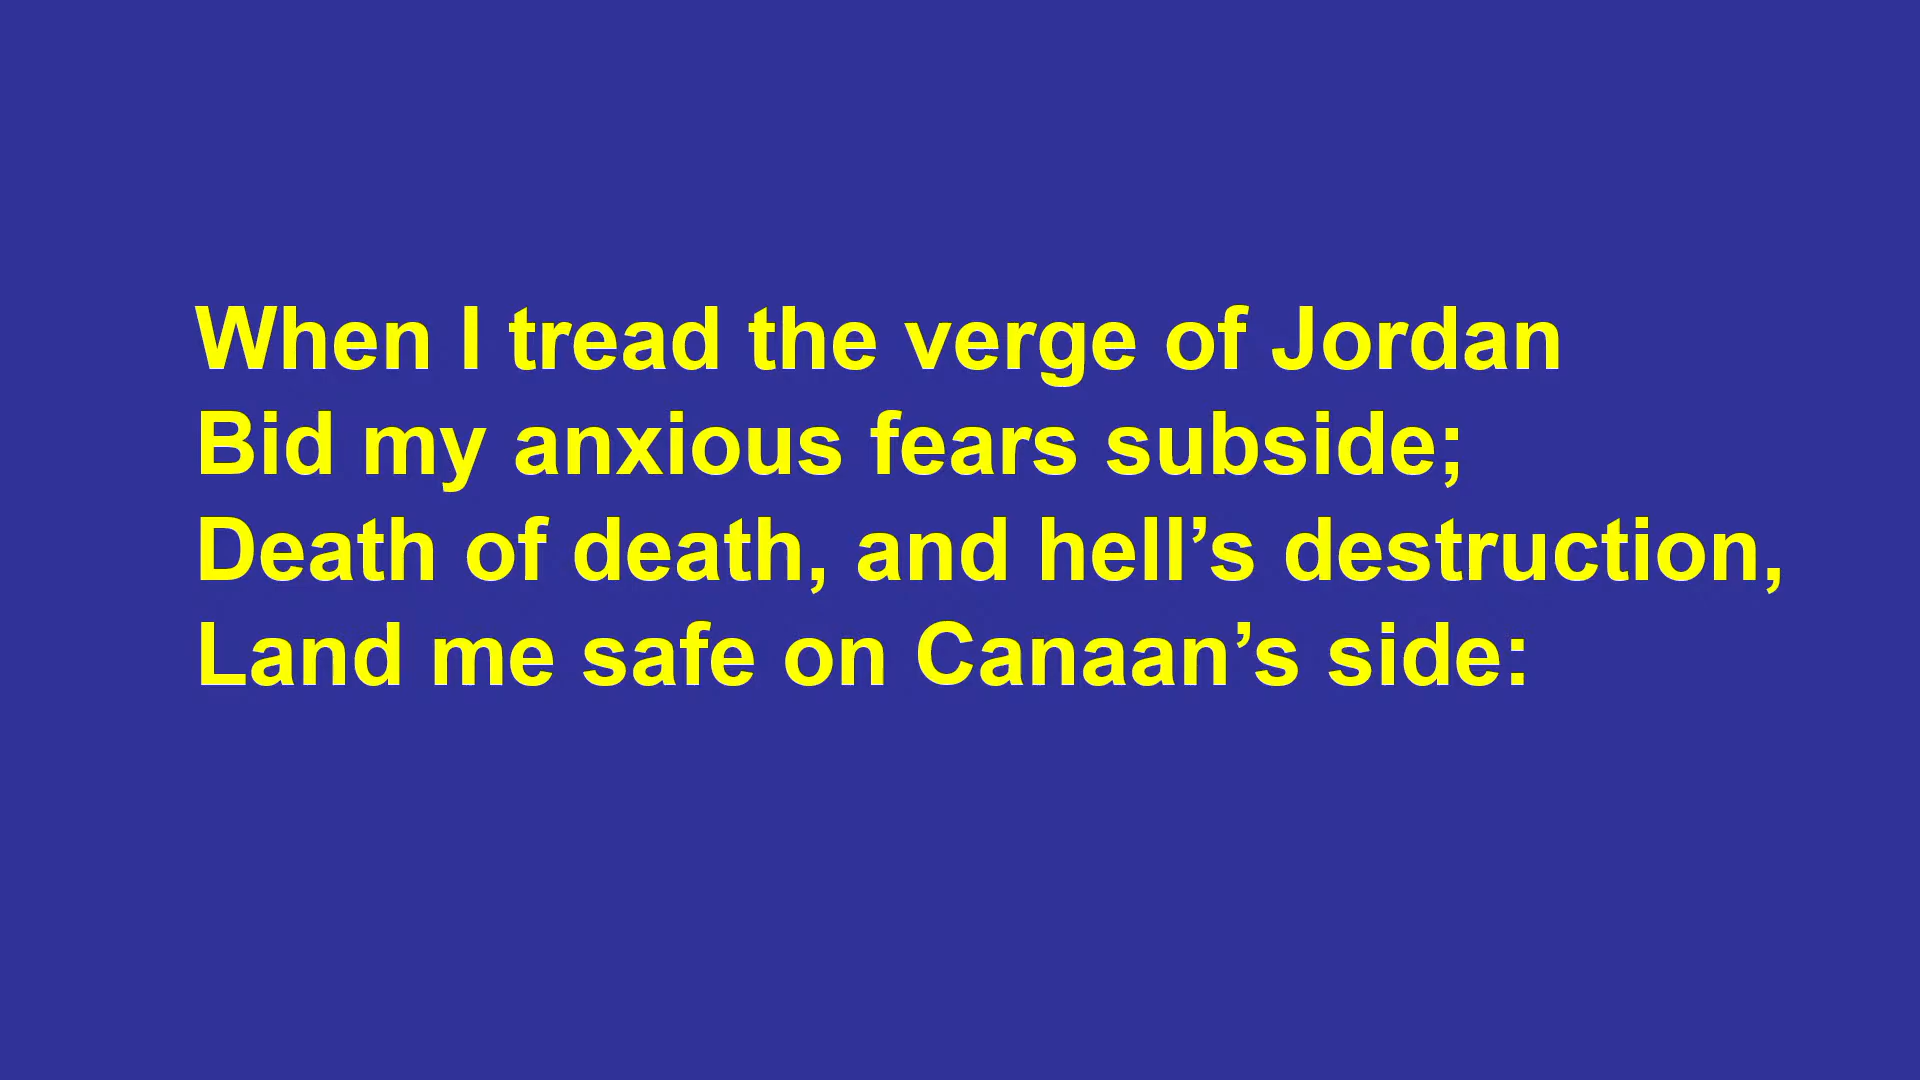 When I tread the verge of Jordan
Bid my anxious fears subside;
Death of death, and hell’s destruction,
Land me safe on Canaan’s side: